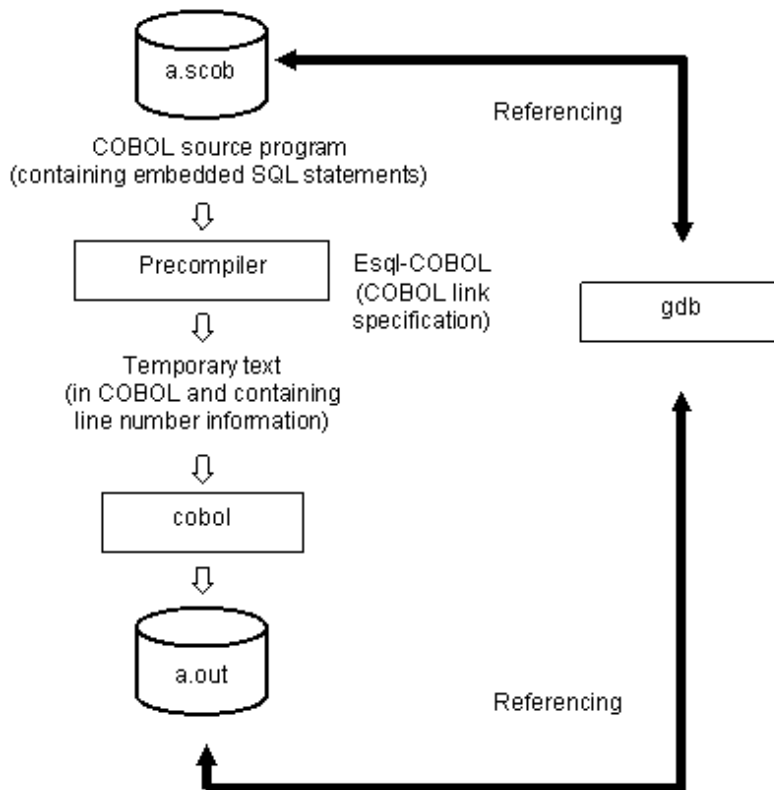 a.scob
Referencing
COBOL source program
(containing embedded SQL statements)
Precompiler
Esql-COBOL
(COBOL link
specification)
gdb
Temporary text
(in COBOL and containing
line number information)
cobol
a.out
Referencing